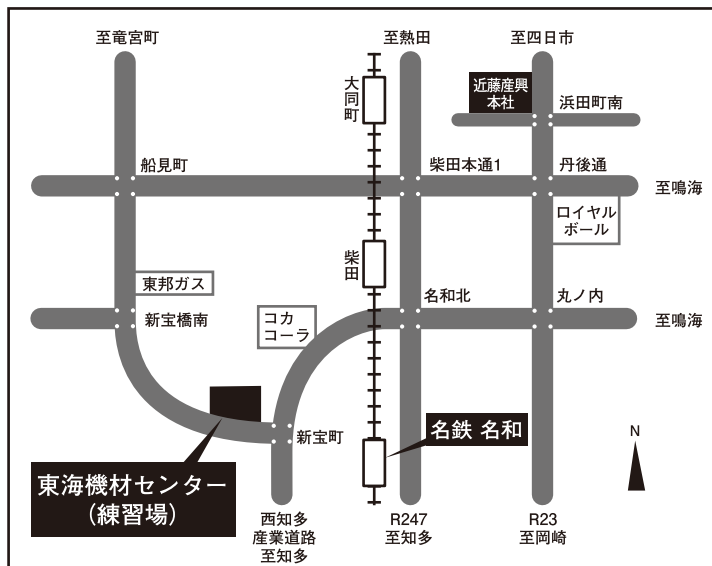 至竜宮町
至熱田
至四日市
大同町
近藤産興
本社
浜田町南
船見町
柴田本通1
丹後通
至鳴海
ロイヤル
ボール
柴田
東邦ガス
新宝橋南
コカ
コーラ
名和北
丸ノ内
至鳴海
新宝町
名鉄 名和
N
東海機材センター
(練習場)
西知多
産業道路
至知多
R247
至知多
R23
至岡崎